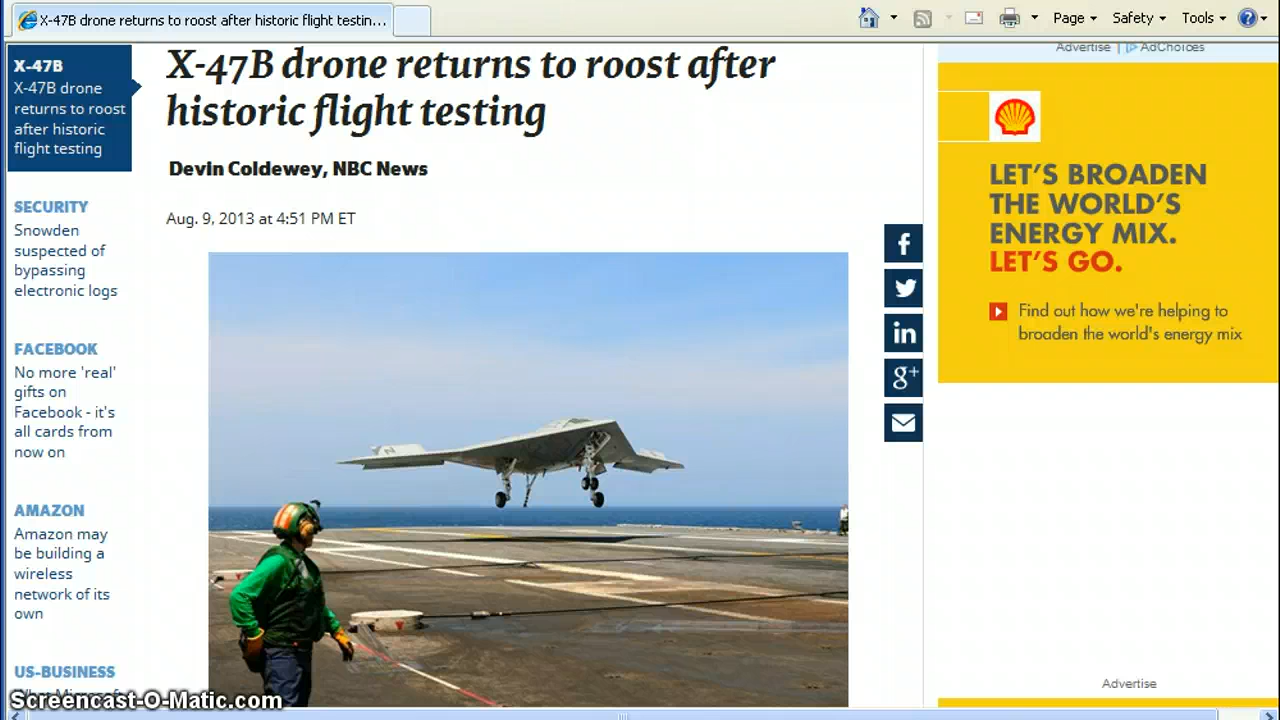 X-47B drone returns to roost after historic flight testin...
Page
Safety
Tools
X-47B
X-47B drone
returns to roost
after historic
flight testing
SECURITY
Snowden
suspected of
bypassing
electronic logs
FACEBOOK
No more 'real'
gifts on
Facebook - it's
all cards from
now on
AMAZON
Amazon may
be building a
wireless
network of its
own
US-BUSINESS
X-47B drone returns to roost after
historic flight testing
Devin Coldewey, NBC News
Aug. 9, 2013 at 4:51 PM ET
f
in
g+
Advertise | AdChoices
LET'S BROADEN
THE WORLD'S
ENERGY MIX.
LET'S GO.
Find out how we're helping to
broaden the world's energy mix
Advertise
Screencast-O-Matic.com